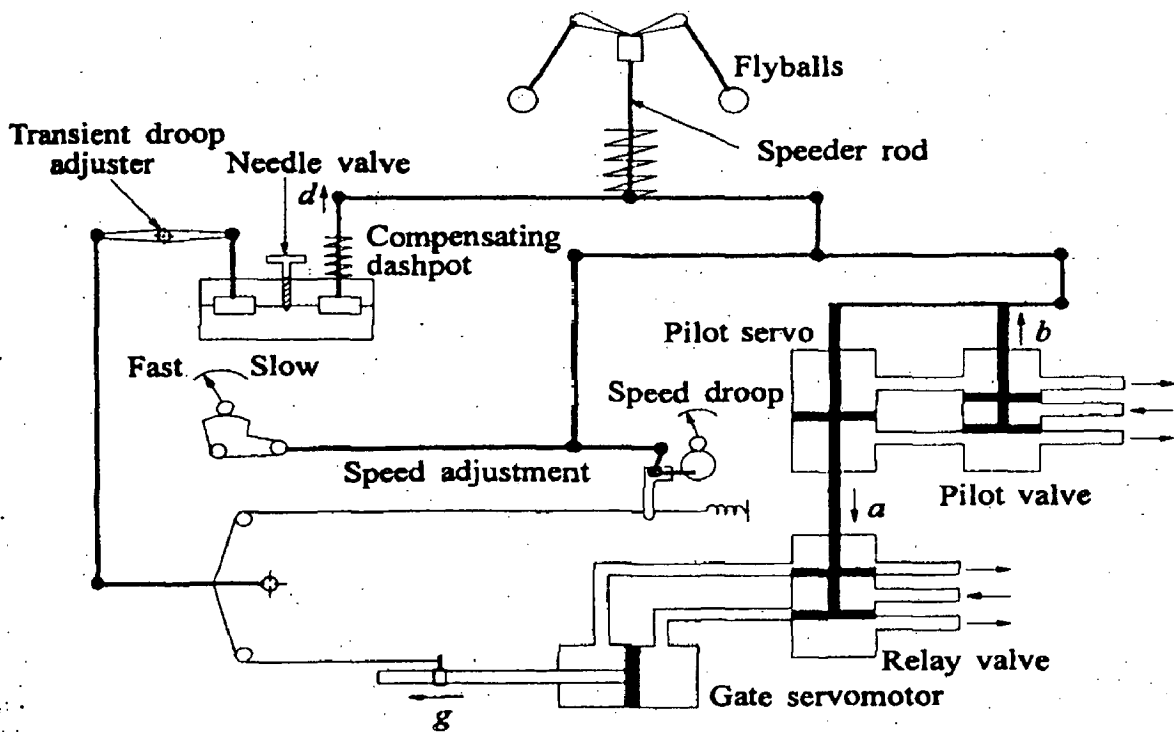 Flyballs
Transient droop
adjuster
Needle valve
Speeder rod
d
Compensating
dashpot
Pilot servo
b
Fast
Slow
Speed droop
Speed adjustment
Pilot valve
a
Relay valve
Gate servomotor
g